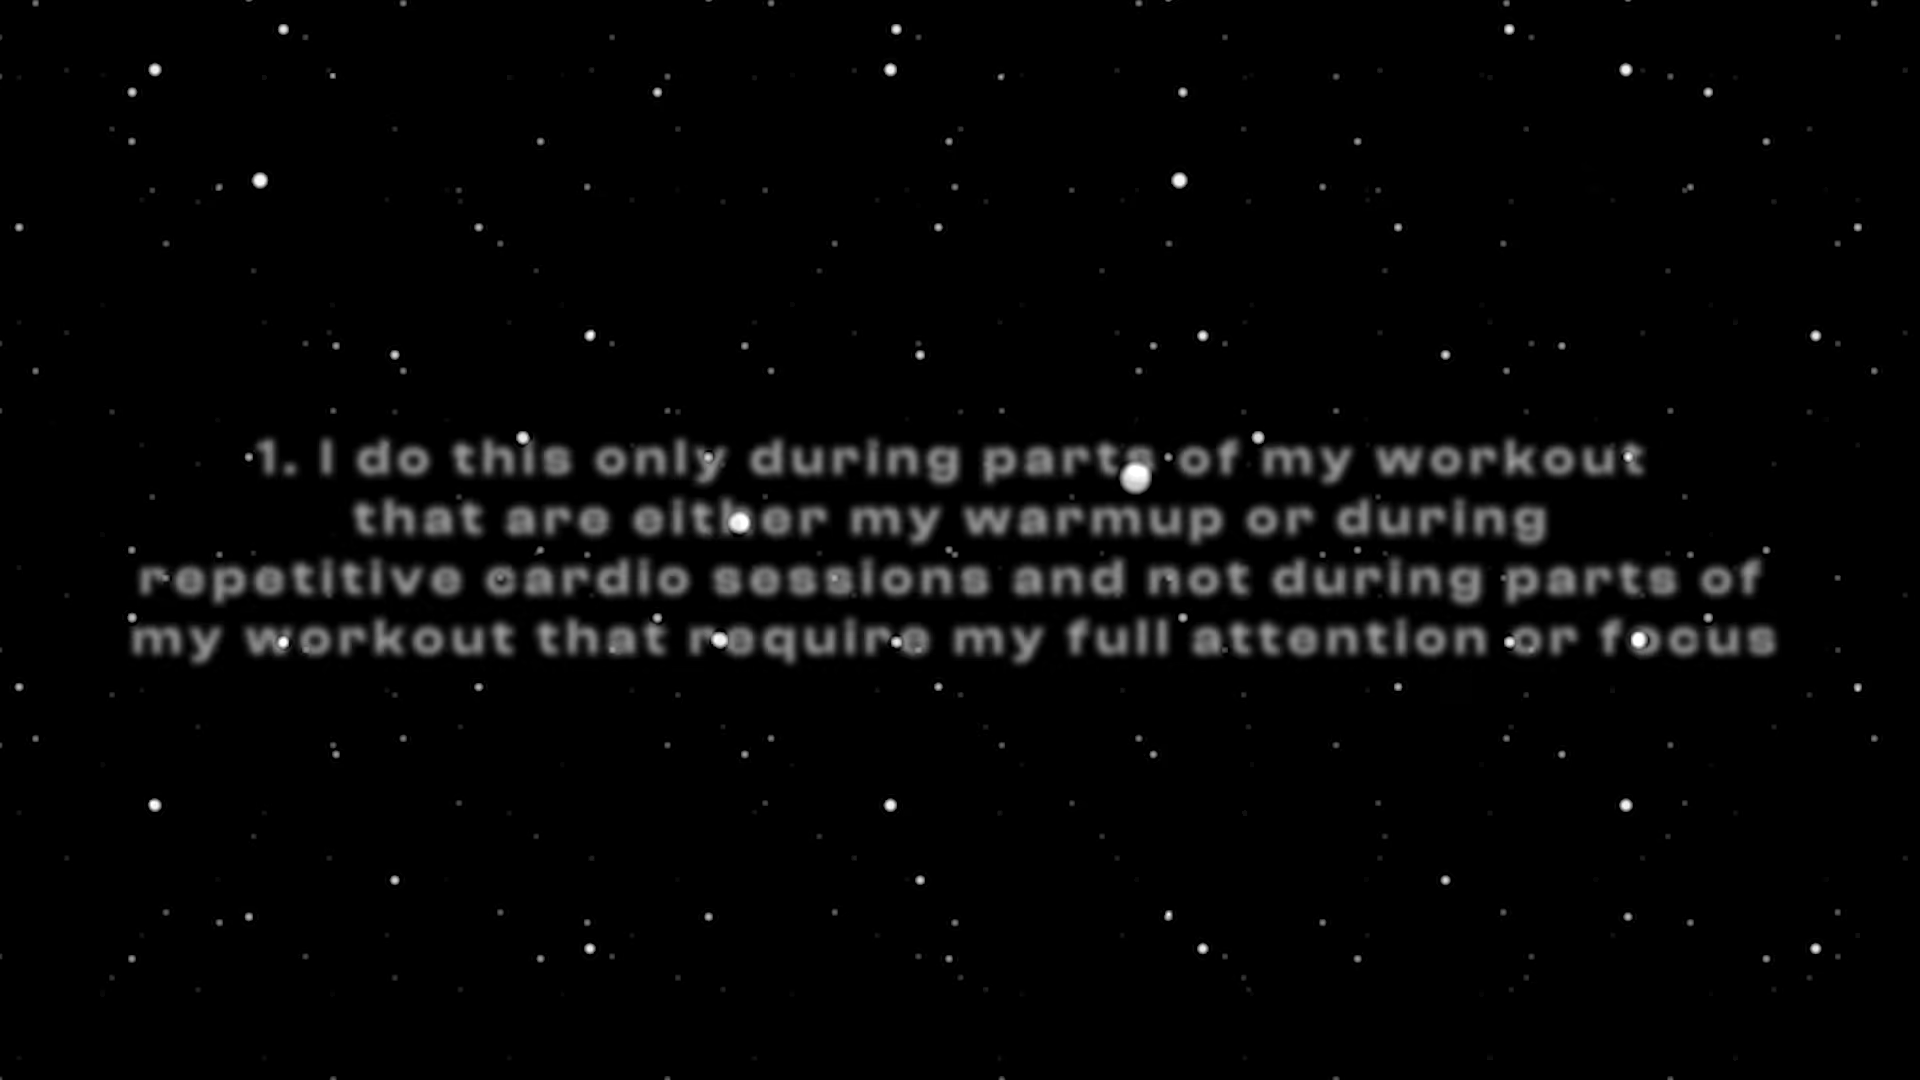 1. I do this only during parts of my workout
that are either my warmup or during
repetitive cardio sessions and not during parts of
my workout that require my full attention or focus